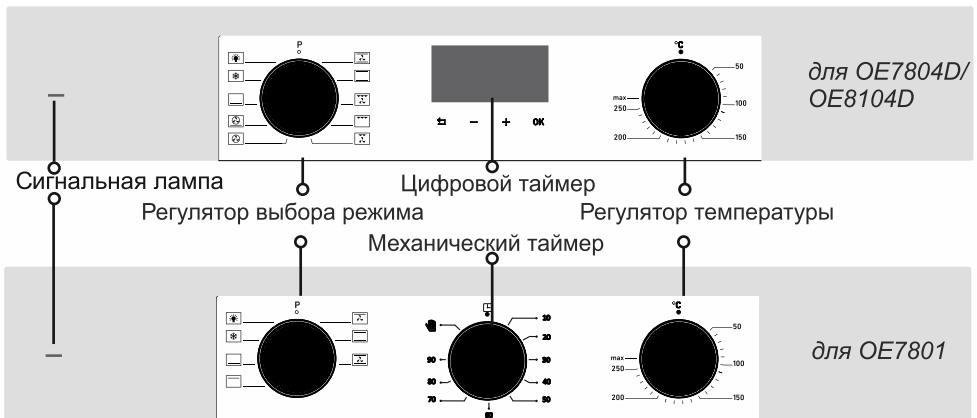 P
°C
50
100
150
200
250
max
OK
для OE7804D/
OE8104D
Сигнальная лампа
Цифровой таймер
Регулятор выбора режима
Регулятор температуры
Механический таймер
P
10
20
30
40
50
60
70
80
90
°C
50
100
150
200
250
max
для OE7801